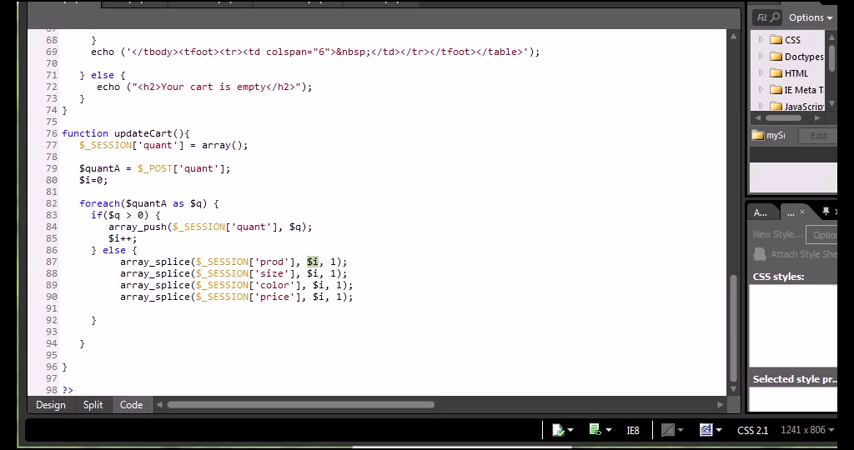 Options
68 }
69 echo ('</tbody><tfoot><tr><td colspan="6">&nbsp;</td></tr></tfoot></table>');
70
71 } else {
72 echo ("<h2>Your cart is empty</h2>");
73 }
74 }
75
76 function updateCart(){
77 $_SESSION['quant'] = array();
78
79 $quantA = $_POST['quant'];
80 $i=0;
81
82 foreach($quantA as $q) {
83 if($q > 0) {
84 array_push($_SESSION['quant'], $q);
85 $i++;
86 } else {
87 array_splice($_SESSION['prod'], $i, 1);
88 array_splice($_SESSION['size'], $i, 1);
89 array_splice($_SESSION['color'], $i, 1);
90 array_splice($_SESSION['price'], $i, 1);
91
92 }
93
94 }
95
96 }
97
98 ?>
Design Split Code
IE8 CSS 2.1 1241 x 806
Fil
CSS
Doctypes
HTML
IE Meta T
JavaScript
mySi Edit
A... ...
New Style... Option
Attach Style She
CSS styles:
Selected style pr...